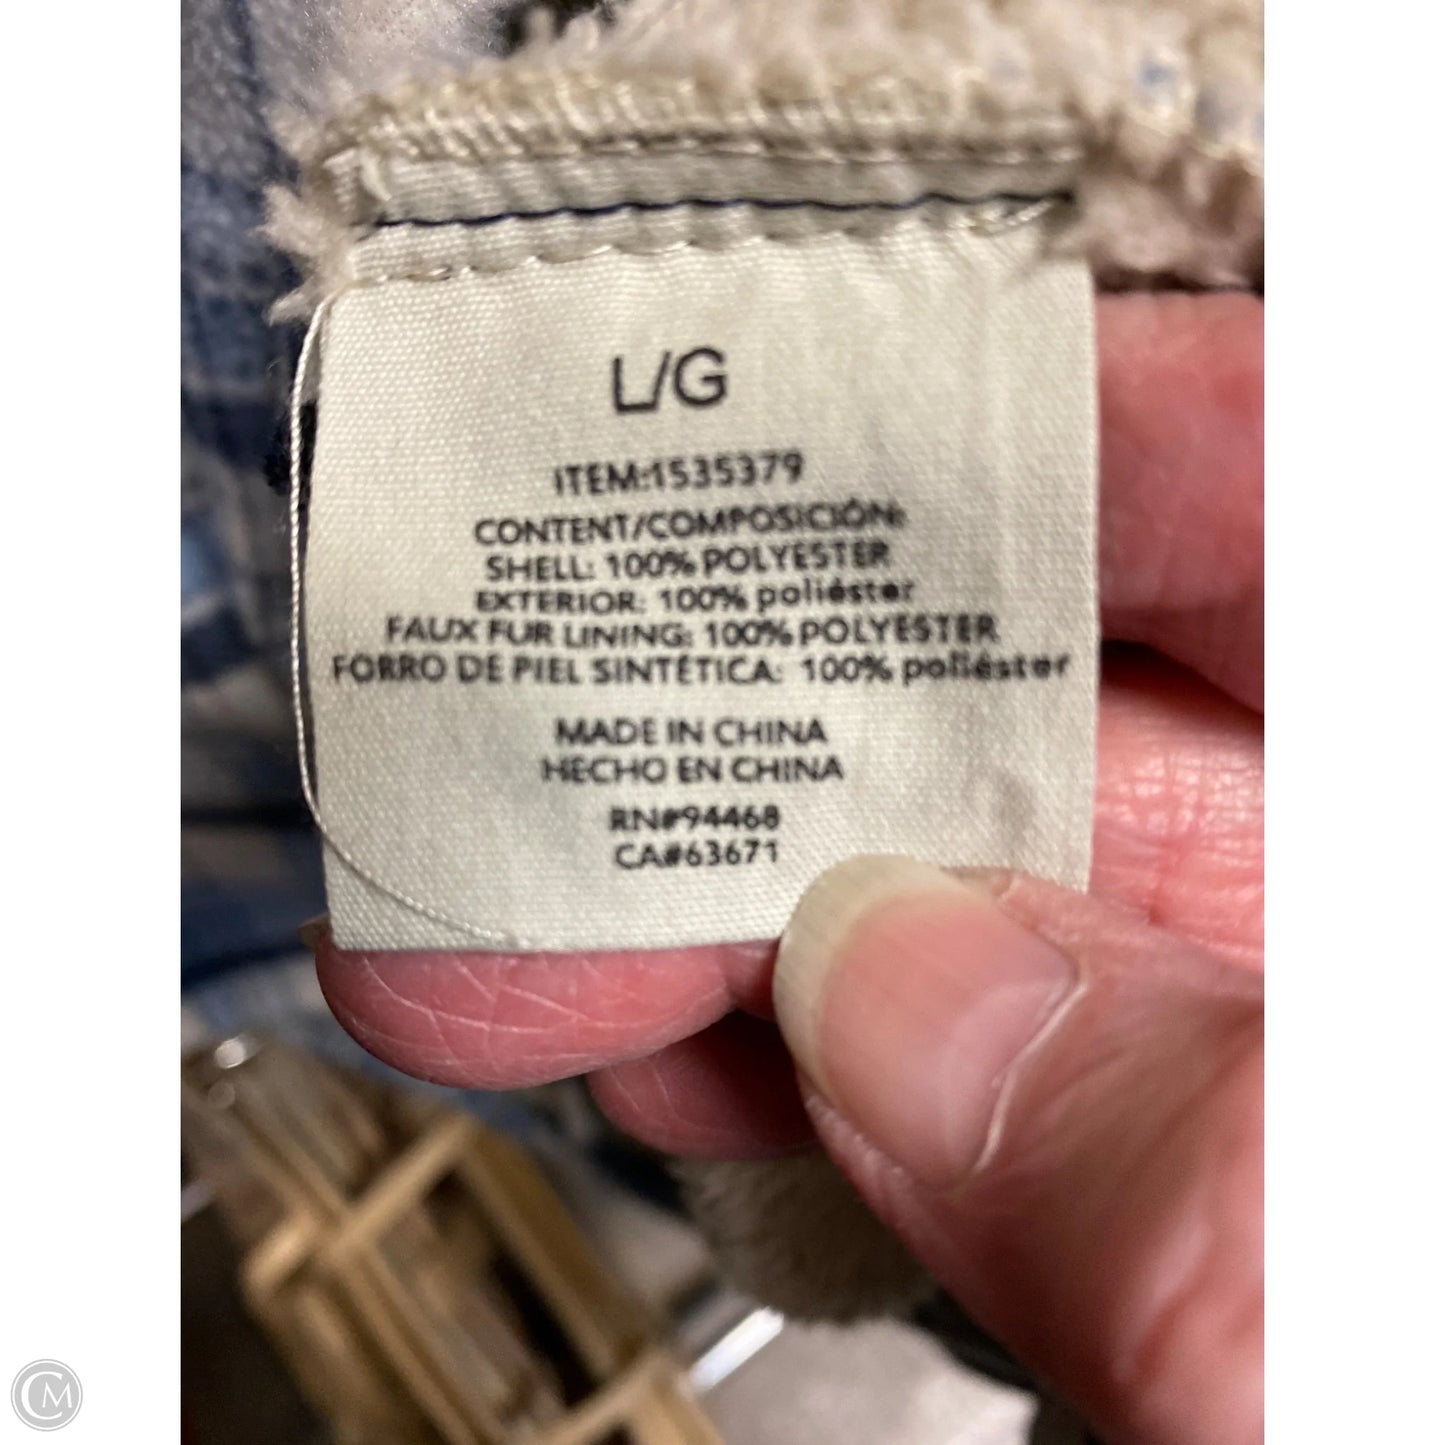 L/G
ITEM:1535379
CONTENT/COMPOSICIÓN:
SHELL: 100% POLYESTER
EXTERIOR: 100% poliéster
FAUX FUR LINING: 100% POLYESTER
FORRO DE PIEL SINTÉTICA: 100% poliéster
MADE IN CHINA
HECHO EN CHINA
RN#94468
CA#63671
CM